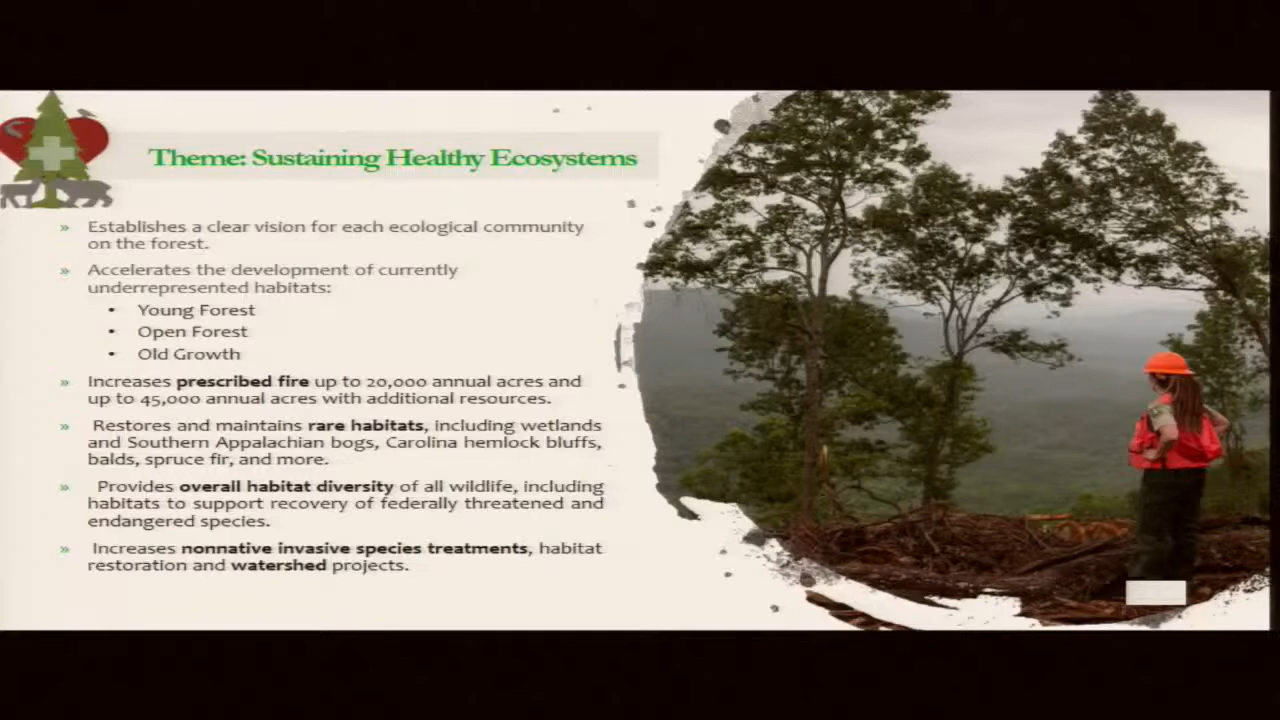 Theme: Sustaining Healthy Ecosystems
» Establishes a clear vision for each ecological community
on the forest.
» Accelerates the development of currently
underrepresented habitats:
• Young Forest
• Open Forest
• Old Growth
» Increases prescribed fire up to 20,000 annual acres and
up to 45,000 annual acres with additional resources.
» Restores and maintains rare habitats, including wetlands
and Southern Appalachian bogs, Carolina hemlock bluffs,
balds, spruce fir, and more.
» Provides overall habitat diversity of all wildlife, including
habitats to support recovery of federally threatened and
endangered species.
» Increases nonnative invasive species treatments, habitat
restoration and watershed projects.